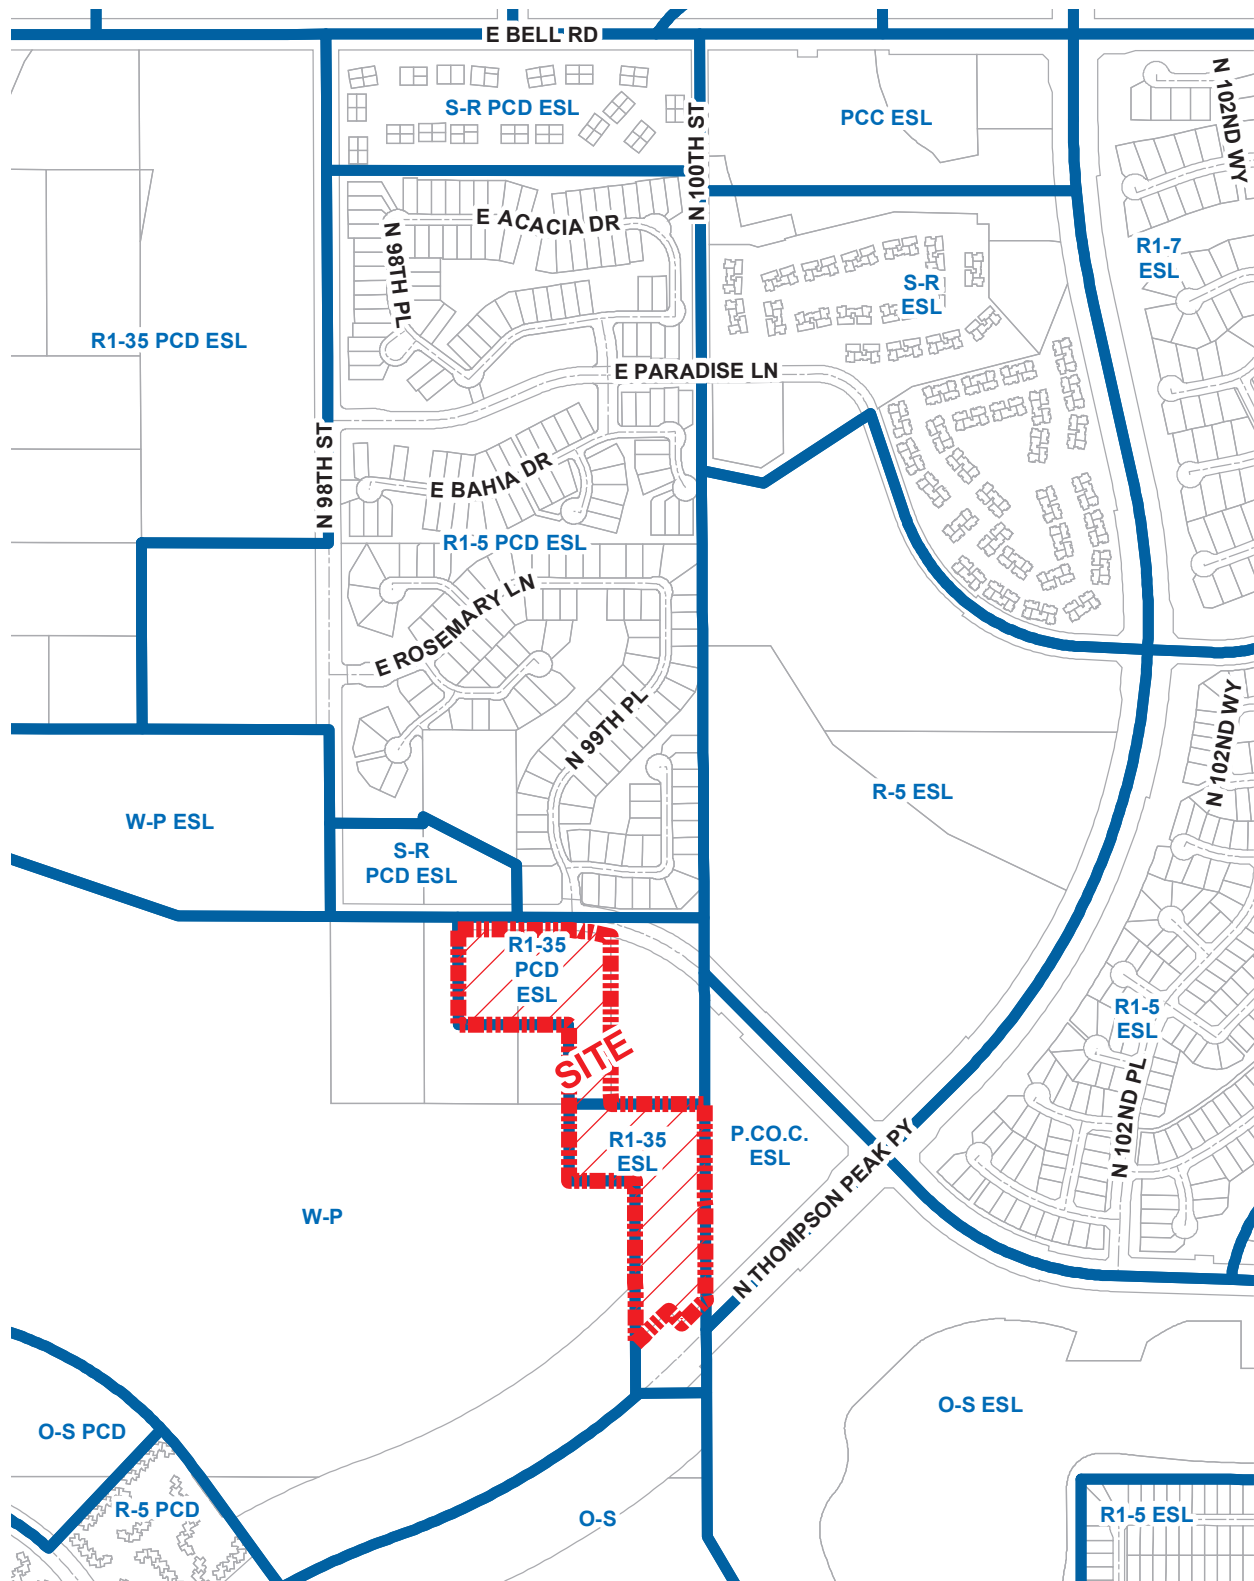 E BELL RD
N 102ND WY
S-R PCD ESL
N 100TH ST
PCC ESL
E ACACIA DR
N 98TH PL
R1-7
ESL
S-R
ESL
R1-35 PCD ESL
E PARADISE LN
N 98TH ST
E BAHIA DR
R1-5 PCD ESL
E ROSEMARY LN
N 99TH PL
N 102ND WY
R-5 ESL
W-P ESL
S-R
PCD ESL
R1-35
PCD
ESL
R1-5
ESL
SITE
N 102ND PL
R1-35
ESL
P.CO.C.
ESL
N THOMPSON PEAK PY
W-P
O-S ESL
O-S PCD
R-5 PCD
O-S
R1-5 ESL